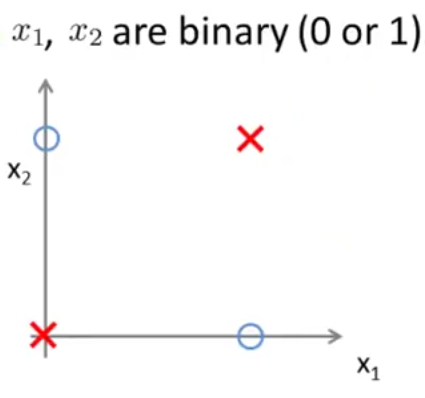 x₁, x₂ are binary (0 or 1)
x₂
x₁